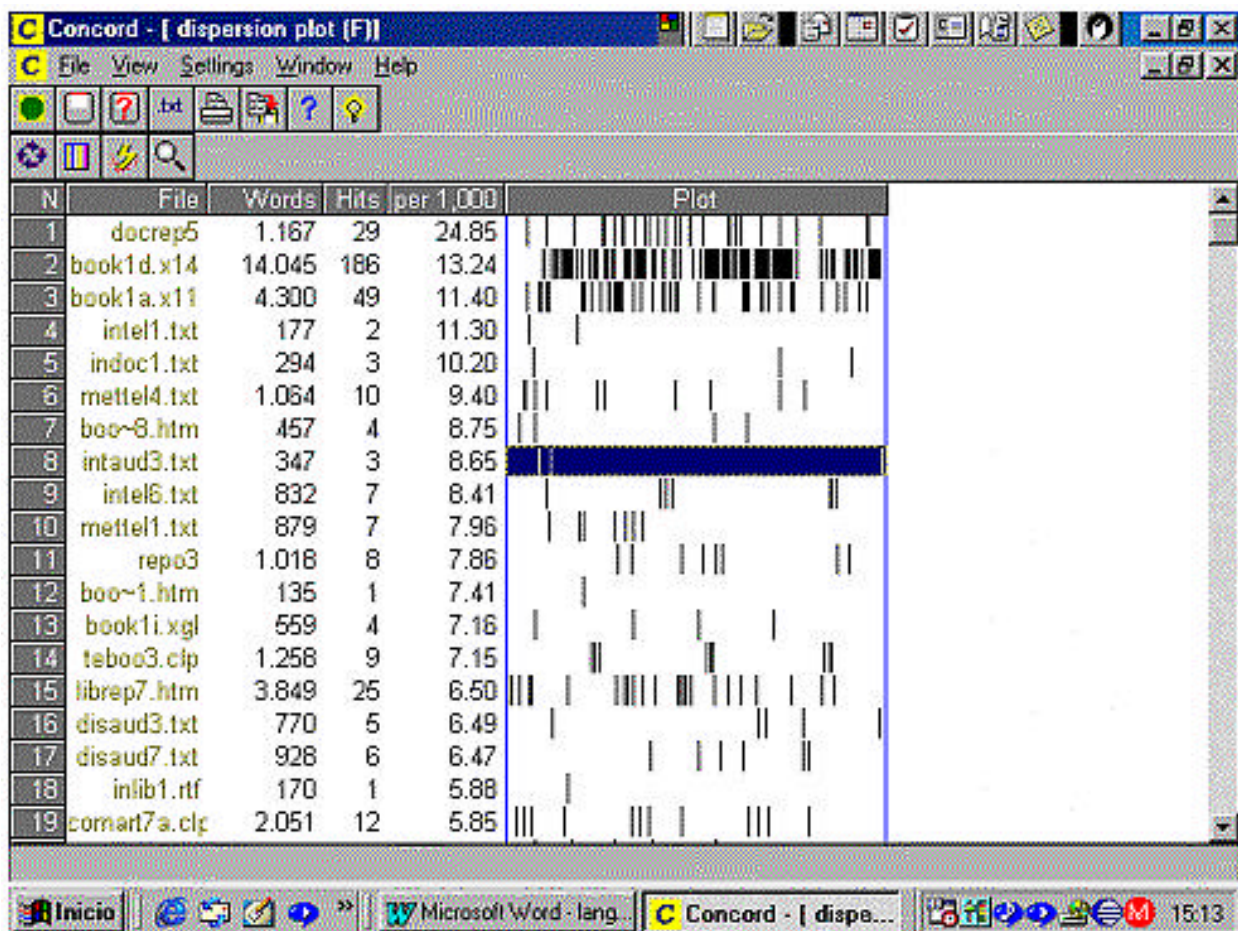 Concord - [ dispersion plot (F)]
File View Settings Window Help
.txt
N File Words Hits per 1,000 Plot
1 docrep5 1.167 29 24.85
2 book1d.x14 14.045 186 13.24
3 book1a.x11 4.300 49 11.40
4 intel1.txt 177 2 11.30
5 indoc1.txt 294 3 10.20
6 mettel4.txt 1.064 10 9.40
7 boo~8.htm 457 4 8.75
8 intaud3.txt 347 3 8.65
9 intel6.txt 832 7 8.41
10 mettel1.txt 879 7 7.96
11 repo3 1.018 8 7.86
12 boo~1.htm 135 1 7.41
13 book1i.xgl 559 4 7.16
14 teboo3.clp 1.258 9 7.15
15 librep7.htm 3.849 25 6.50
16 disaud3.txt 770 5 6.49
17 disaud7.txt 928 6 6.47
18 inlib1.rtf 170 1 5.88
19 comart7a.clp 2.051 12 5.85
Inicio » Microsoft Word - lang... Concord - [ dispe... 15:13